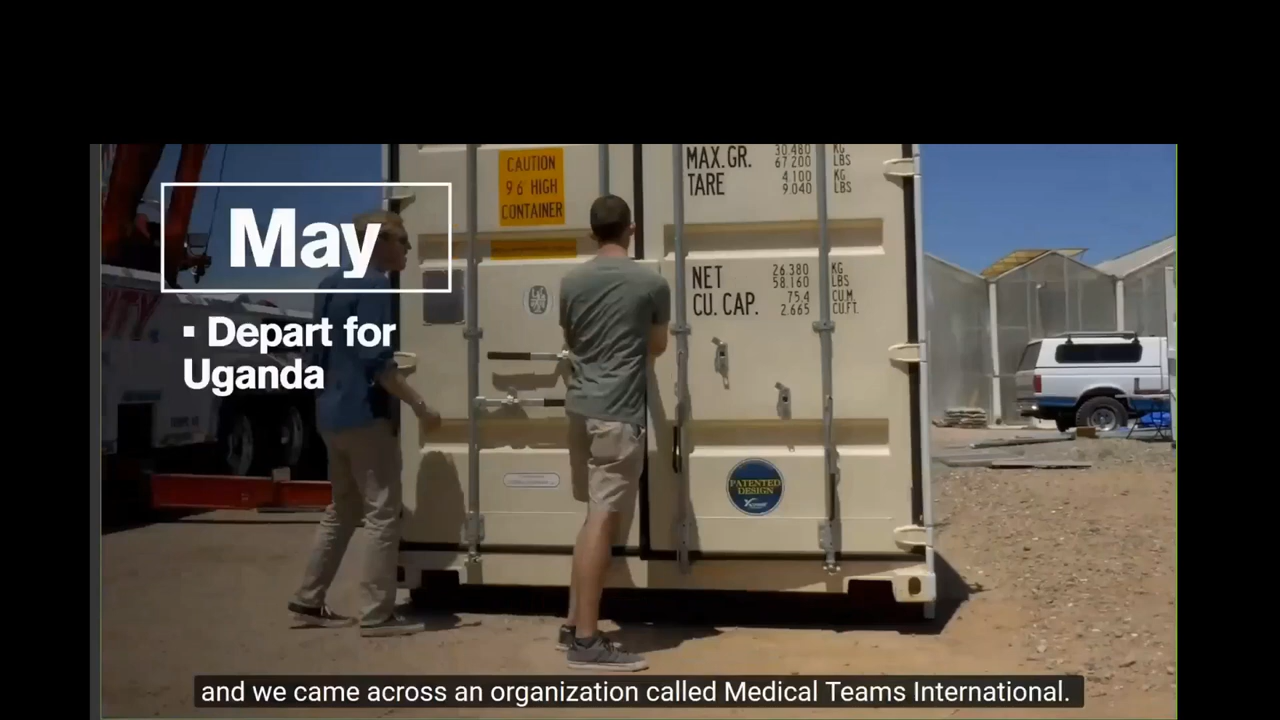 May
▪ Depart for
Uganda
CAUTION
9'6 HIGH
CONTAINER
MAX. GR. 30.480 KG
67 200 LBS
TARE 4.100 KG
9 040 LBS
NET 26.380 KG
58.160 LBS
CU. CAP. 75,4 CU.M.
2.665 CU.FT.
PATENTED
DESIGN
and we came across an organization called Medical Teams International.